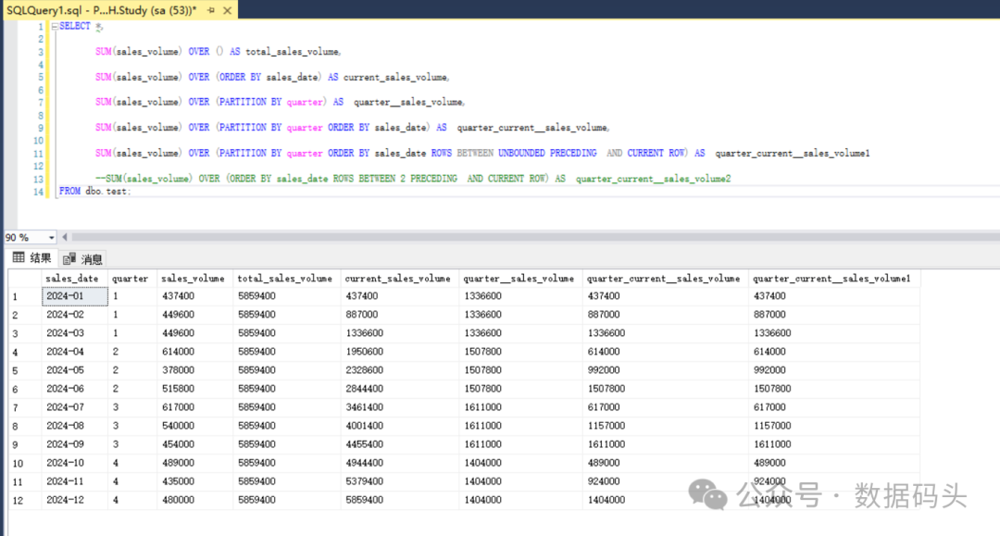 SQLQuery1.sql - P...H.Study (sa (53))*
1 SELECT *,
2
3 SUM(sales_volume) OVER () AS total_sales_volume,
4
5 SUM(sales_volume) OVER (ORDER BY sales_date) AS current_sales_volume,
6
7 SUM(sales_volume) OVER (PARTITION BY quarter) AS quarter__sales_volume,
8
9 SUM(sales_volume) OVER (PARTITION BY quarter ORDER BY sales_date) AS quarter_current__sales_volume,
10
11 SUM(sales_volume) OVER (PARTITION BY quarter ORDER BY sales_date ROWS BETWEEN UNBOUNDED PRECEDING AND CURRENT ROW) AS quarter_current__sales_volume1
12
13 --SUM(sales_volume) OVER (ORDER BY sales_date ROWS BETWEEN 2 PRECEDING AND CURRENT ROW) AS quarter_current__sales_volume2
14 FROM dbo.test;
90 %
结果 消息
sales_date quarter sales_volume total_sales_volume current_sales_volume quarter__sales_volume quarter_current__sales_volume quarter_current__sales_volume1
1 2024-01 1 437400 5859400 437400 1336600 437400 437400
2 2024-02 1 449600 5859400 887000 1336600 887000 887000
3 2024-03 1 449600 5859400 1336600 1336600 1336600 1336600
4 2024-04 2 614000 5859400 1950600 1507800 614000 614000
5 2024-05 2 378000 5859400 2328600 1507800 992000 992000
6 2024-06 2 515800 5859400 2844400 1507800 1507800 1507800
7 2024-07 3 617000 5859400 3461400 1611000 617000 617000
8 2024-08 3 540000 5859400 4001400 1611000 1157000 1157000
9 2024-09 3 454000 5859400 4455400 1611000 1611000 1611000
10 2024-10 4 489000 5859400 4944400 1404000 489000 489000
11 2024-11 4 435000 5859400 5379400 1404000 924000 924000
12 2024-12 4 480000 5859400 5859400 1404000 1404000 1404000
公众号 · 数据码头